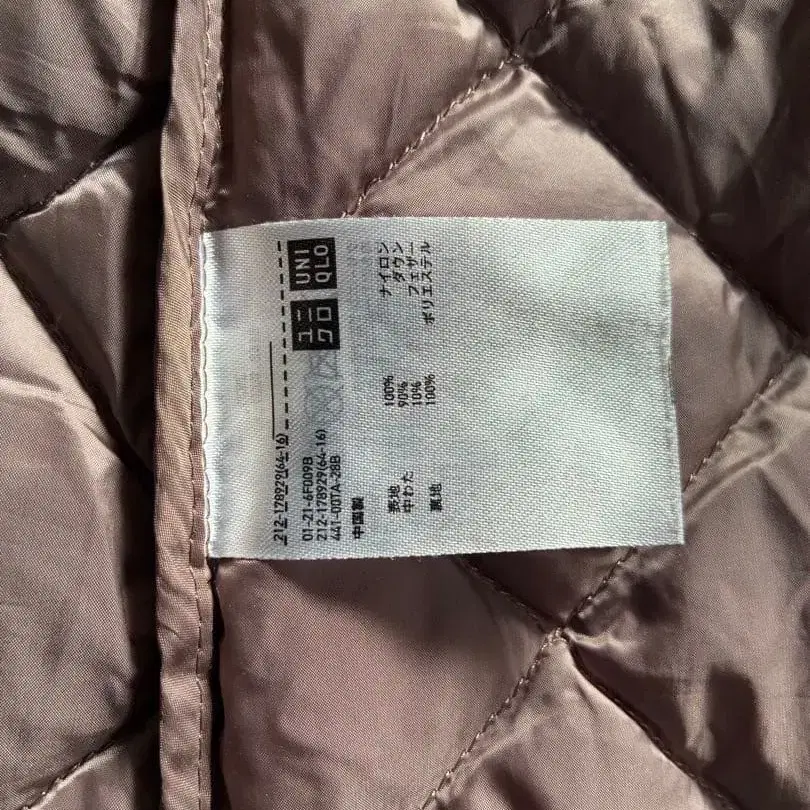 212-178929(64-16)
ユニ
クロ
UNI
QLO
01-21-6F009B
212-178929(64-16)
441-00TA-28B
中国製
表地 100% ナイロン
中わた 90% ダウン
10% フェザー
裏地 100% ポリエステル